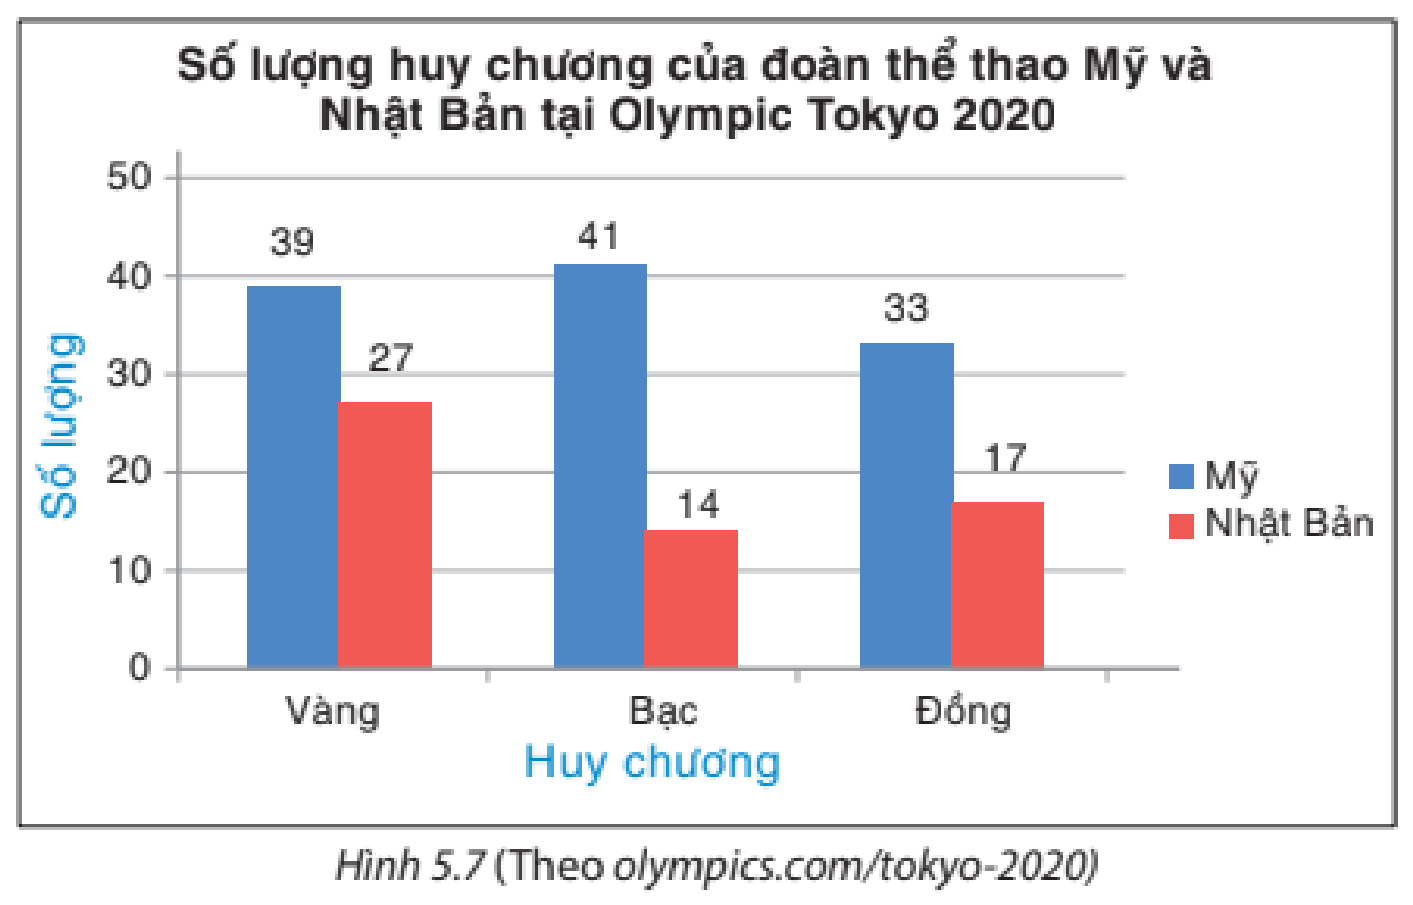 Số lượng huy chương của đoàn thể thao Mỹ và
Nhật Bản tại Olympic Tokyo 2020
Số lượng
50
40
30
20
10
0
39
27
41
14
33
17
Vàng
Bạc
Đồng
Huy chương
Mỹ
Nhật Bản
Hình 5.7 (Theo olympics.com/tokyo-2020)